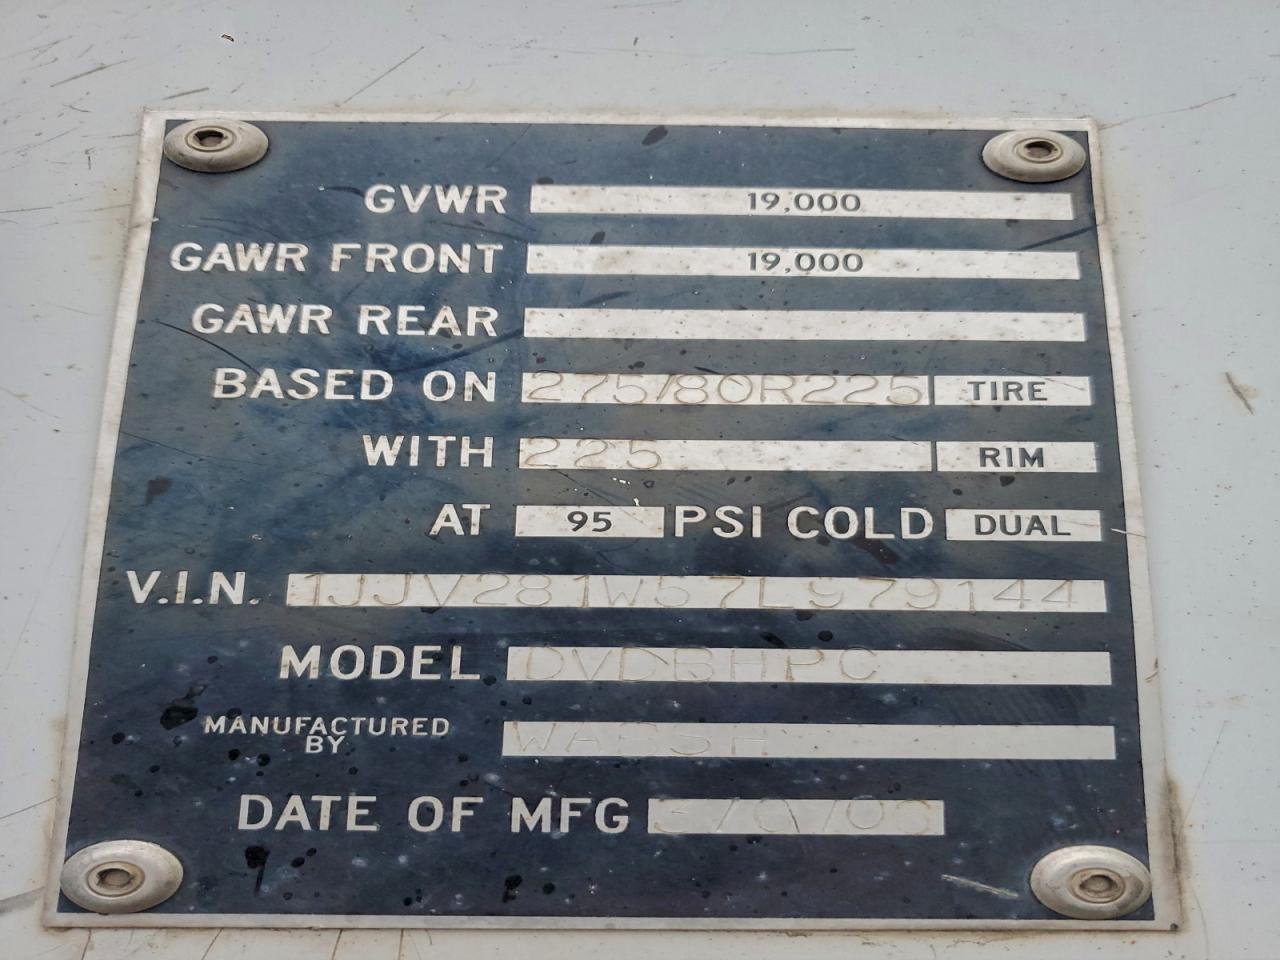 GVWR 19,000
GAWR FRONT 19,000
GAWR REAR
BASED ON 275/80R225 TIRE
WITH 225 RIM
AT 95 PSI COLD DUAL
V.I.N. 1JJV281W57L979144
MODEL DVDBHPC
MANUFACTURED BY WABSH
DATE OF MFG